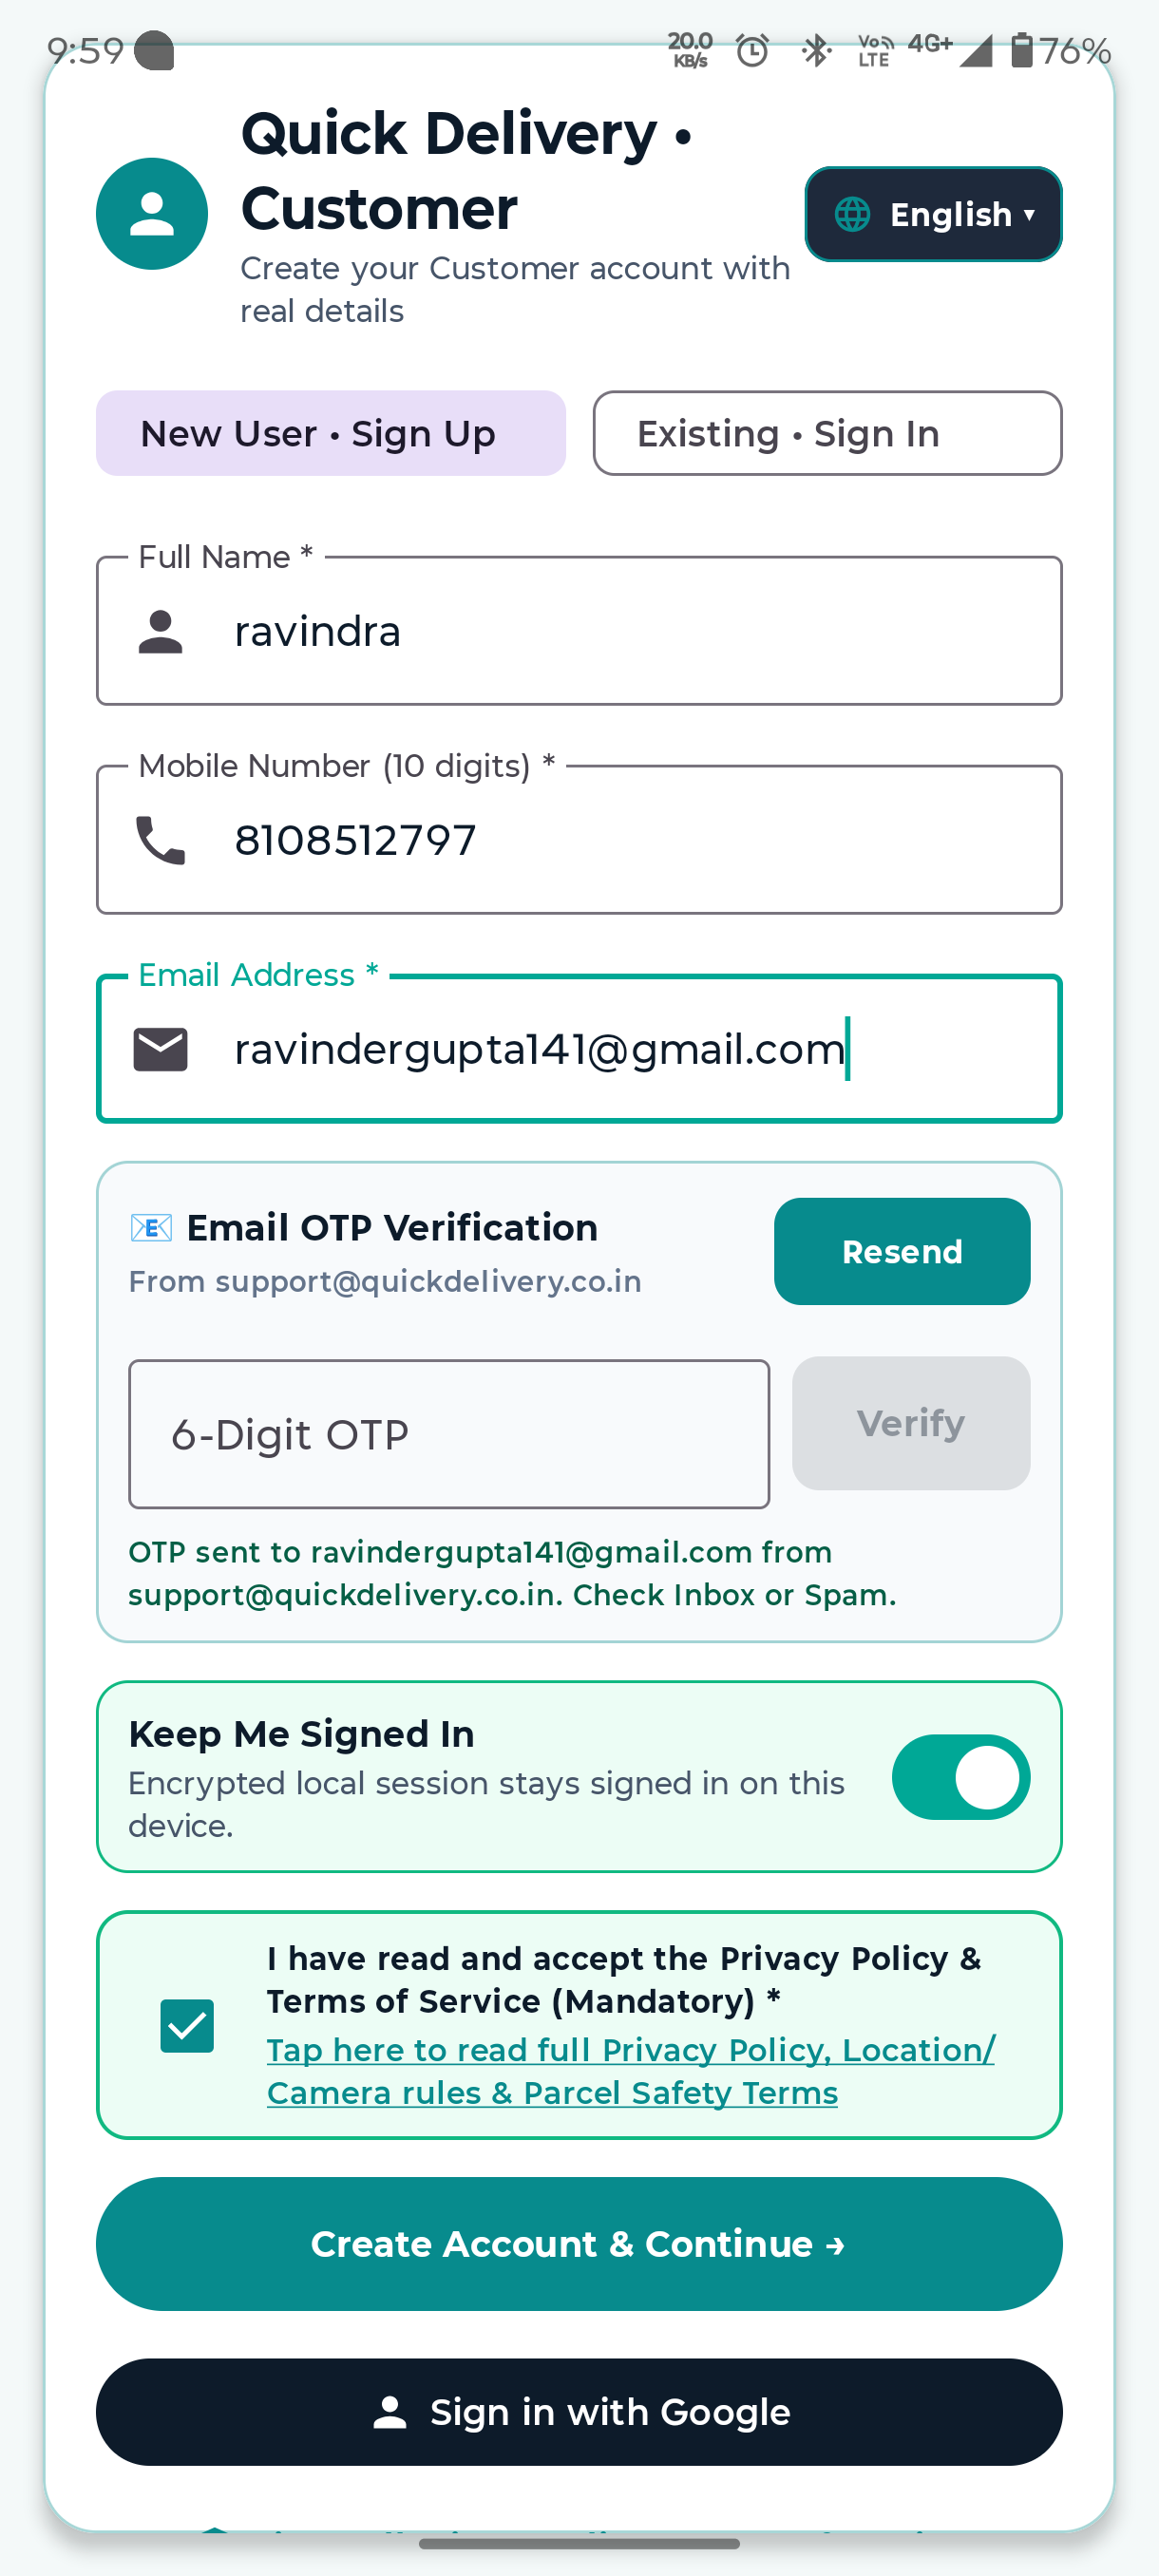 9:59
20.0 KB/s
Vo LTE
4G+
76%
Quick Delivery •
Customer
Create your Customer account with
real details
English ▾
New User • Sign Up
Existing • Sign In
Full Name *
ravindra
Mobile Number (10 digits) *
8108512797
Email Address *
ravindergupta141@gmail.com
📧 Email OTP Verification
From support@quickdelivery.co.in
Resend
6-Digit OTP
Verify
OTP sent to ravindergupta141@gmail.com from
support@quickdelivery.co.in. Check Inbox or Spam.
Keep Me Signed In
Encrypted local session stays signed in on this
device.
I have read and accept the Privacy Policy &
Terms of Service (Mandatory) *
Tap here to read full Privacy Policy, Location/
Camera rules & Parcel Safety Terms
Create Account & Continue →
Sign in with Google